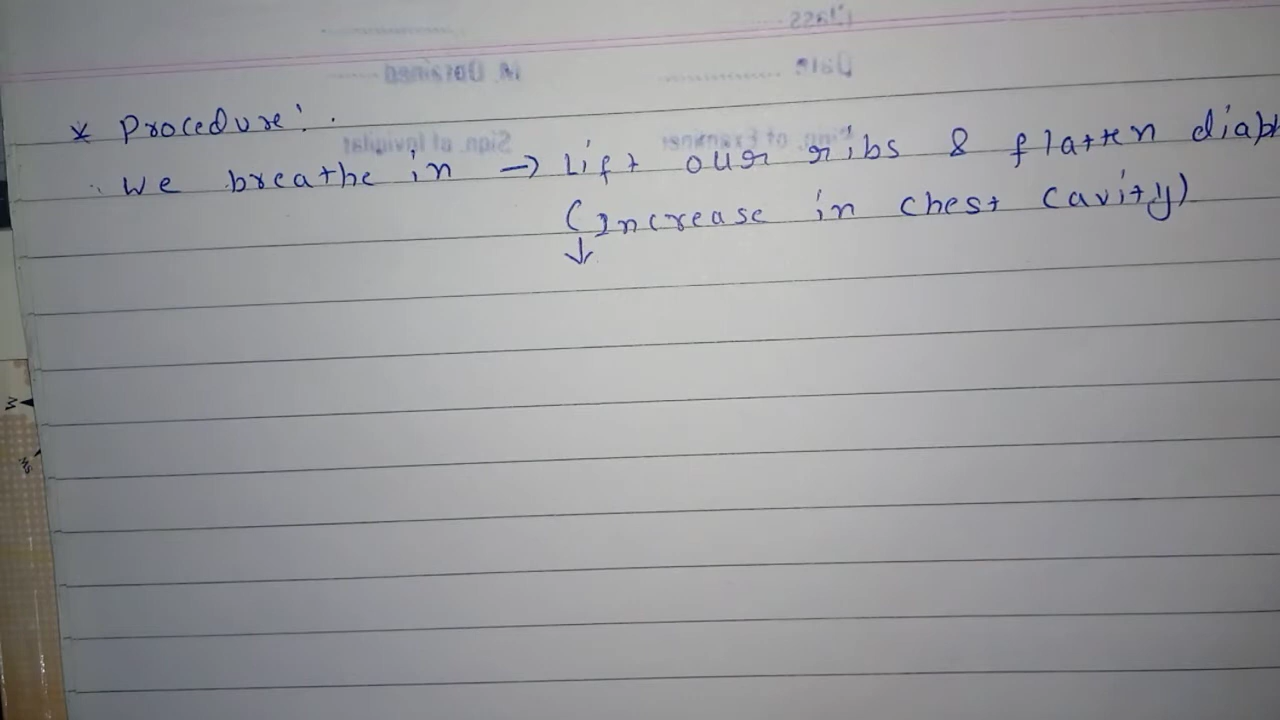 * Procedure:
We breathe in → Lift our ribs & flatten diap
(Increase in chest cavity)
↓